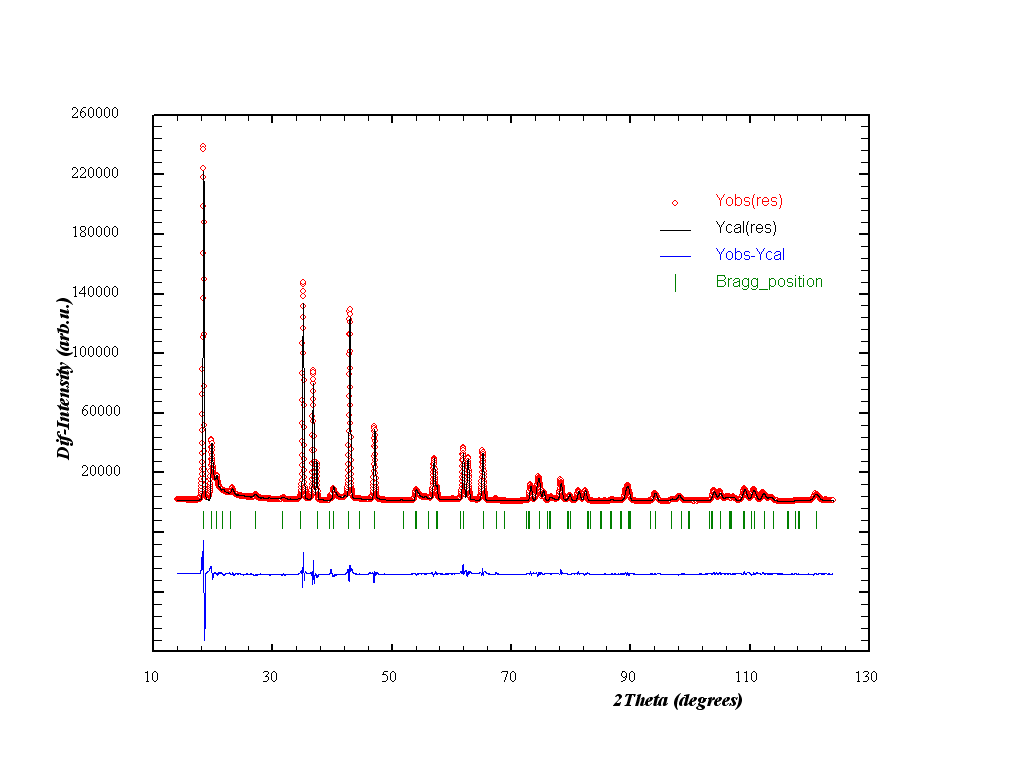 260000
220000
180000
140000
100000
60000
20000
Dif-Intensity (arb.u.)
Yobs(res)
Ycal(res)
Yobs-Ycal
Bragg_position
10 30 50 70 90 110 130
2Theta (degrees)